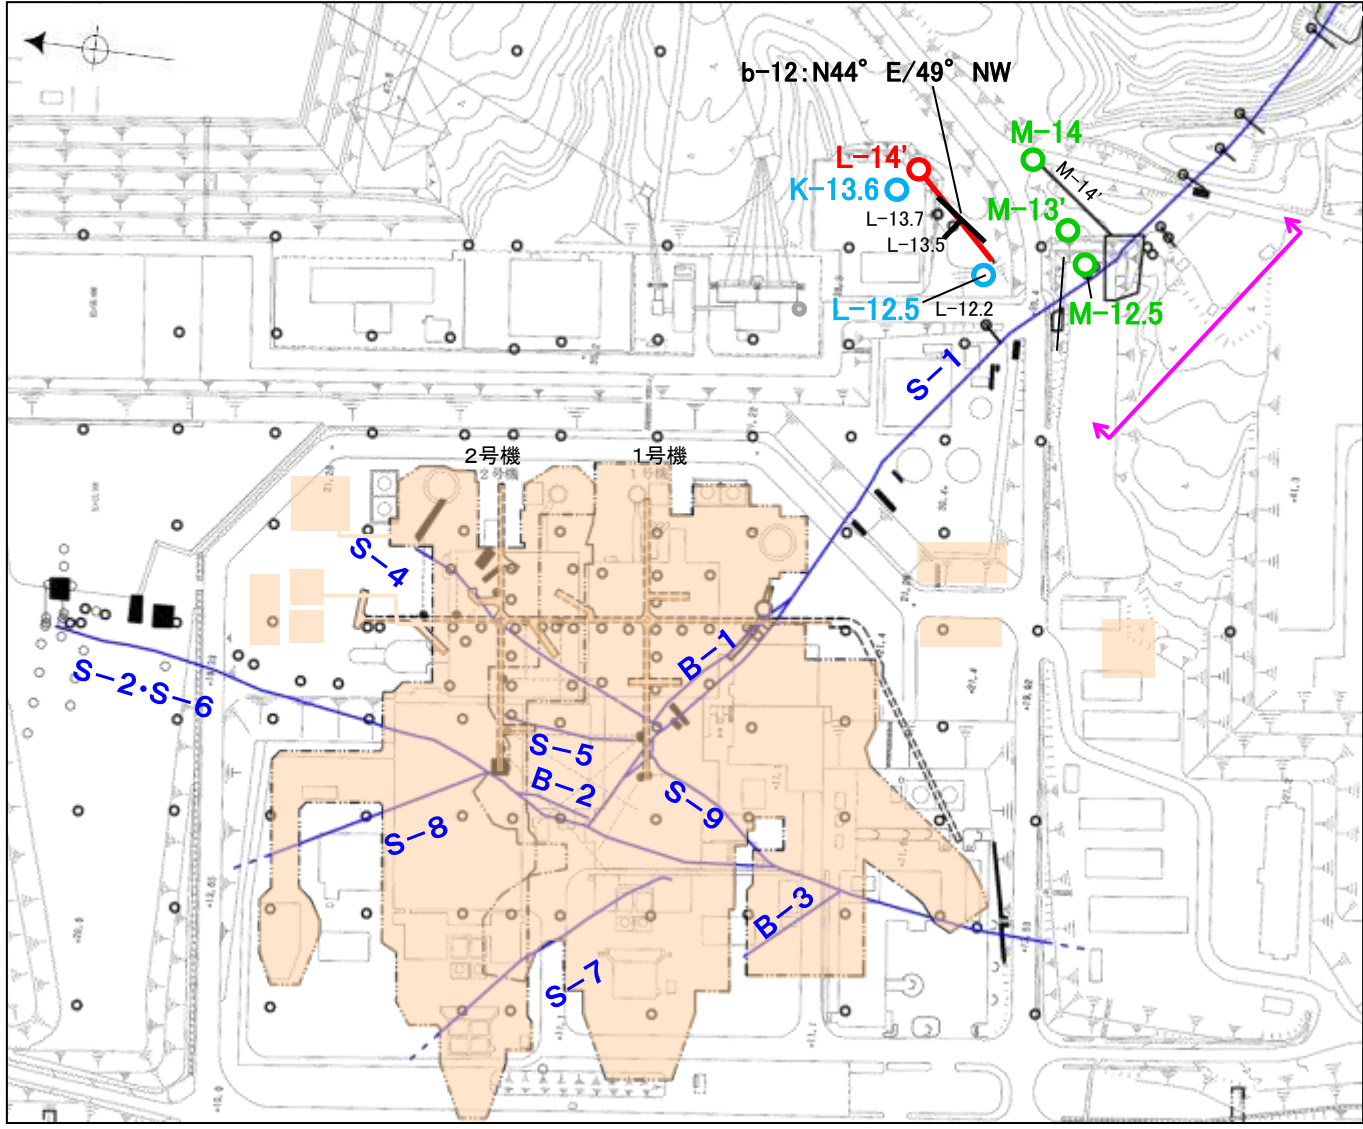 b-12:N44° E/49° NW
M-14
L-14'
M-14'
K-13.6
M-13'
L-13.7
L-13.5
L-12.5
L-12.2
M-12.5
S-1
2号機
1号機
S-4
B-1
S-2・S-6
S-5
B-2
S-9
S-8
B-3
S-7